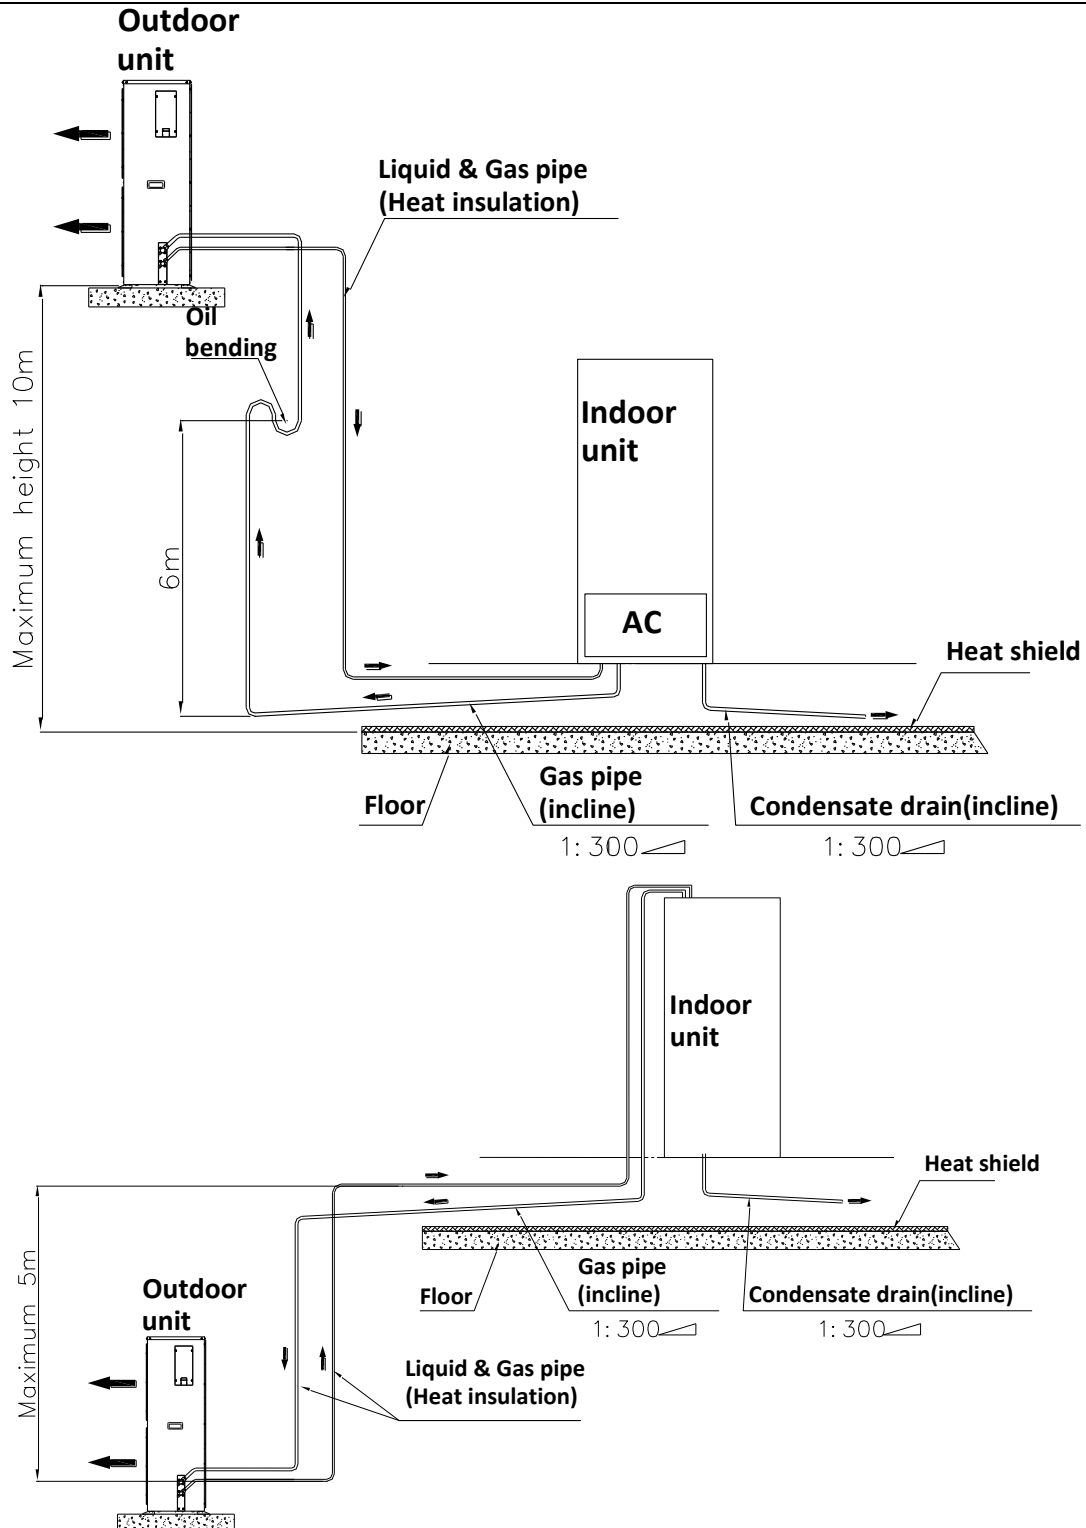 Outdoor
unit
Liquid & Gas pipe
(Heat insulation)
Oil
bending
Maximum height 10m
6m
Indoor
unit
AC
Heat shield
Floor
Gas pipe
(incline)
1:300
Condensate drain(incline)
1:300
Indoor
unit
Heat shield
Maximum 5m
Outdoor
unit
Floor
Gas pipe
(incline)
1:300
Condensate drain(incline)
1:300
Liquid & Gas pipe
(Heat insulation)